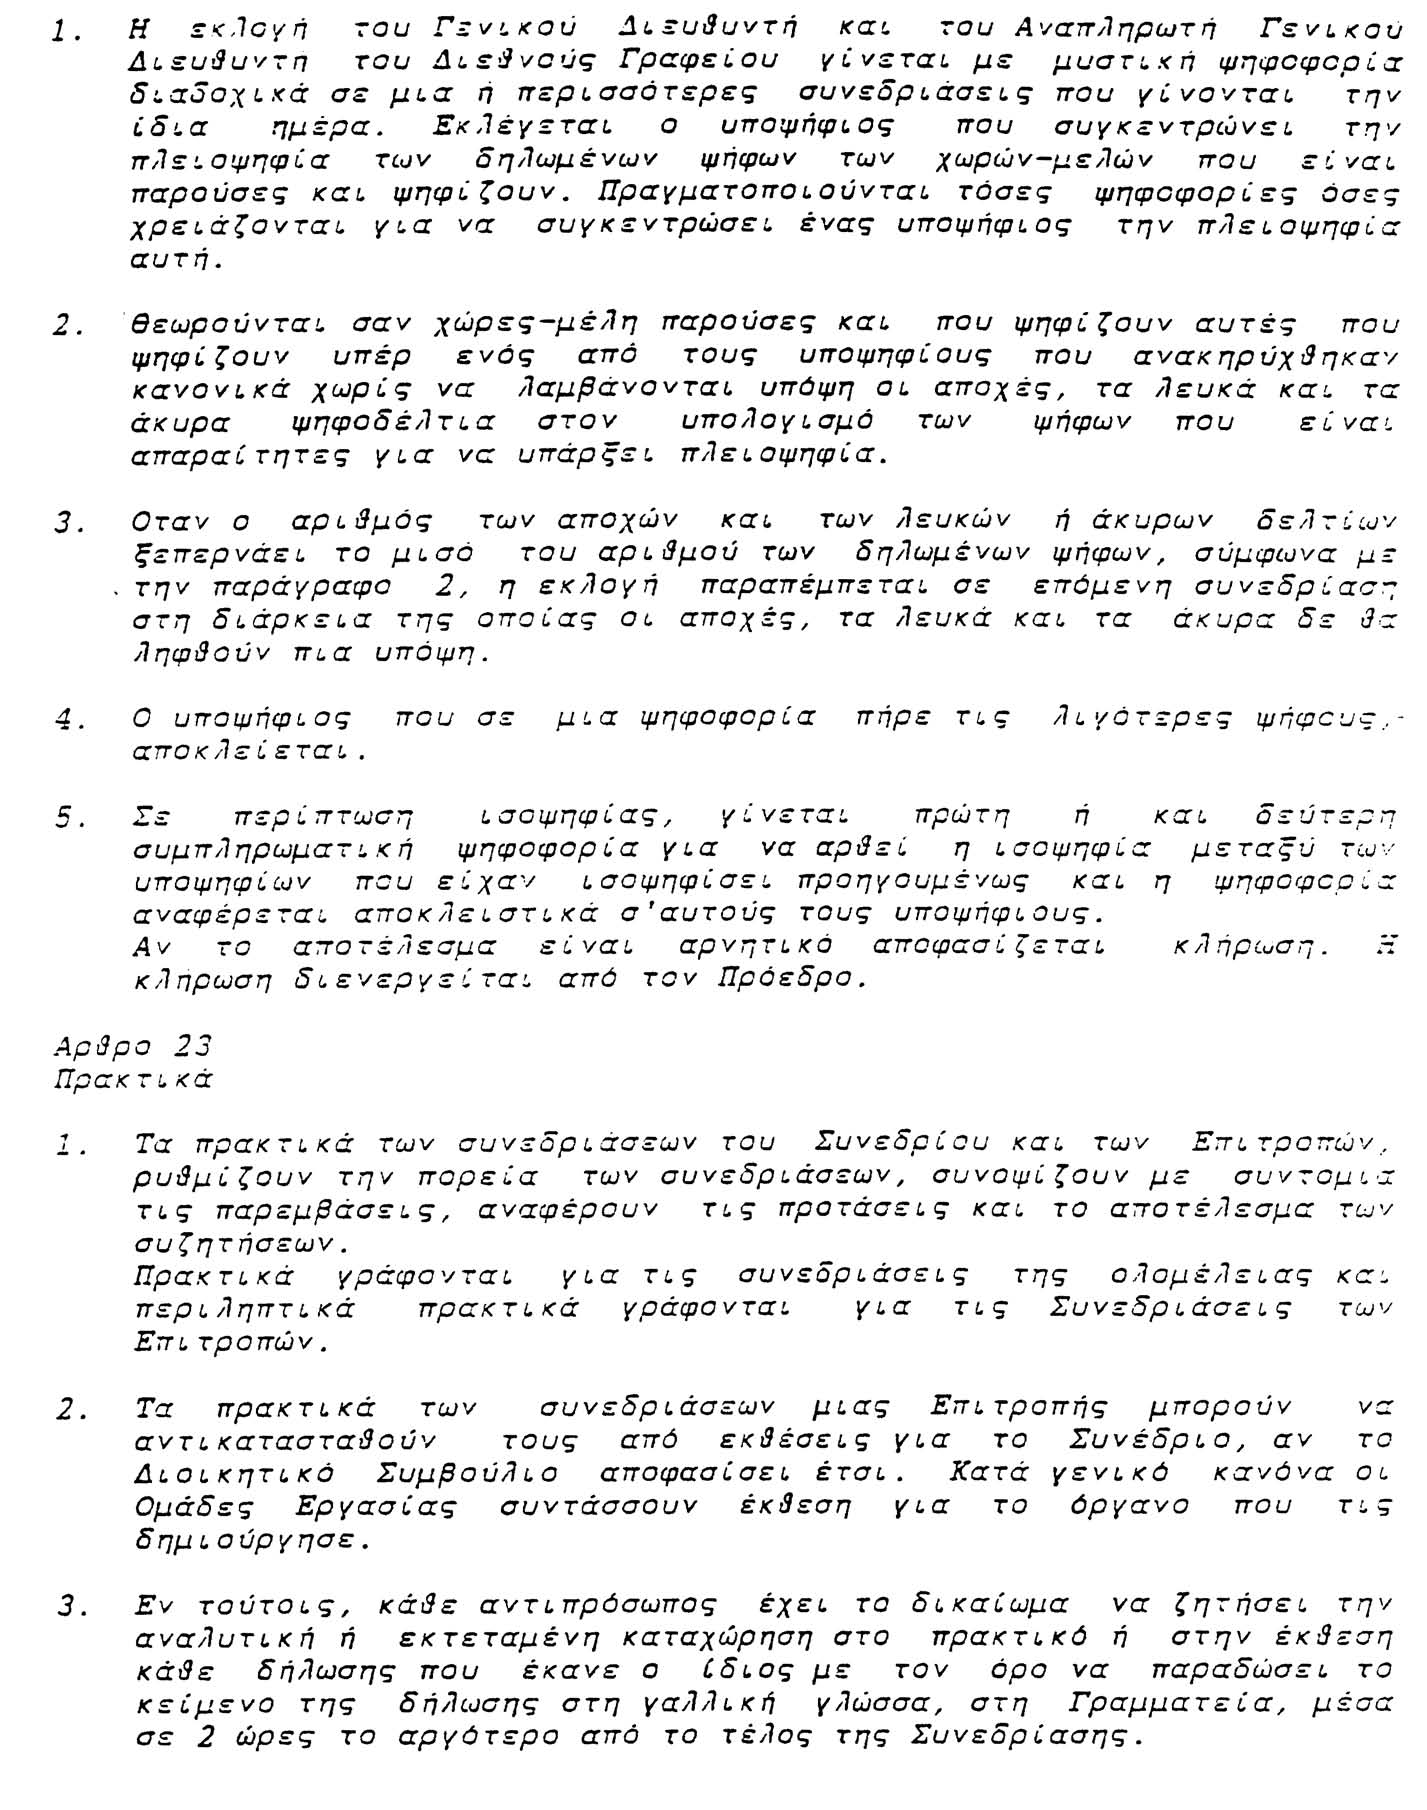 1. Η εκλογή του Γενικού Διευθυντή και του Αναπληρωτή Γενικού
Διευθυντή του Διεθνούς Γραφείου γίνεται με μυστική ψηφοφορία
διαδοχικά σε μια ή περισσότερες συνεδριάσεις που γίνονται την
ίδια ημέρα. Εκλέγεται ο υποψήφιος που συγκεντρώνει την
πλειοψηφία των δηλωμένων ψήφων των χωρών-μελών που είναι
παρούσες και ψηφίζουν. Πραγματοποιούνται τόσες ψηφοφορίες όσες
χρειάζονται για να συγκεντρώσει ένας υποψήφιος την πλειοψηφία
αυτή.
2. Θεωρούνται σαν χώρες-μέλη παρούσες και που ψηφίζουν αυτές που
ψηφίζουν υπέρ ενός από τους υποψηφίους που ανακηρύχθηκαν
κανονικά χωρίς να λαμβάνονται υπόψη οι αποχές, τα λευκά και τα
άκυρα ψηφοδέλτια στον υπολογισμό των ψήφων που είναι
απαραίτητες για να υπάρξει πλειοψηφία.
3. Οταν ο αριθμός των αποχών και των λευκών ή άκυρων δελτίων
ξεπερνάει το μισό του αριθμού των δηλωμένων ψήφων, σύμφωνα με
την παράγραφο 2, η εκλογή παραπέμπεται σε επόμενη συνεδρίαση
στη διάρκεια της οποίας οι αποχές, τα λευκά και τα άκυρα δε θα
ληφθούν πια υπόψη.
4. Ο υποψήφιος που σε μια ψηφοφορία πήρε τις λιγότερες ψήφους,
αποκλείεται.
5. Σε περίπτωση ισοψηφίας, γίνεται πρώτη ή και δεύτερη
συμπληρωματική ψηφοφορία για να αρθεί η ισοψηφία μεταξύ των
υποψηφίων που είχαν ισοψηφίσει προηγουμένως και η ψηφοφορία
αναφέρεται αποκλειστικά σ'αυτούς τους υποψήφιους.
Αν το αποτέλεσμα είναι αρνητικό αποφασίζεται κλήρωση. Η
κλήρωση διενεργείται από τον Πρόεδρο.
Αρθρο 23
Πρακτικά
1. Τα πρακτικά των συνεδριάσεων του Συνεδρίου και των Επιτροπών,
ρυθμίζουν την πορεία των συνεδριάσεων, συνοψίζουν με συντομια
τις παρεμβάσεις, αναφέρουν τις προτάσεις και το αποτέλεσμα των
συζητήσεων.
Πρακτικά γράφονται για τις συνεδριάσεις της ολομέλειας και
περιληπτικά πρακτικά γράφονται για τις Συνεδριάσεις των
Επιτροπών.
2. Τα πρακτικά των συνεδριάσεων μιας Επιτροπής μπορούν να
αντικατασταθούν τους από εκθέσεις για το Συνέδριο, αν το
Διοικητικό Συμβούλιο αποφασίσει έτσι. Κατά γενικό κανόνα οι
Ομάδες Εργασίας συντάσσουν έκθεση για το όργανο που τις
δημιούργησε.
3. Εν τούτοις, κάθε αντιπρόσωπος έχει το δικαίωμα να ζητήσει την
αναλυτική ή εκτεταμένη καταχώρηση στο πρακτικό ή στην έκθεση
κάθε δήλωσης που έκανε ο ίδιος με τον όρο να παραδώσει το
κείμενο της δήλωσης στη γαλλική γλώσσα, στη Γραμματεία, μέσα
σε 2 ώρες το αργότερο από το τέλος της Συνεδρίασης.